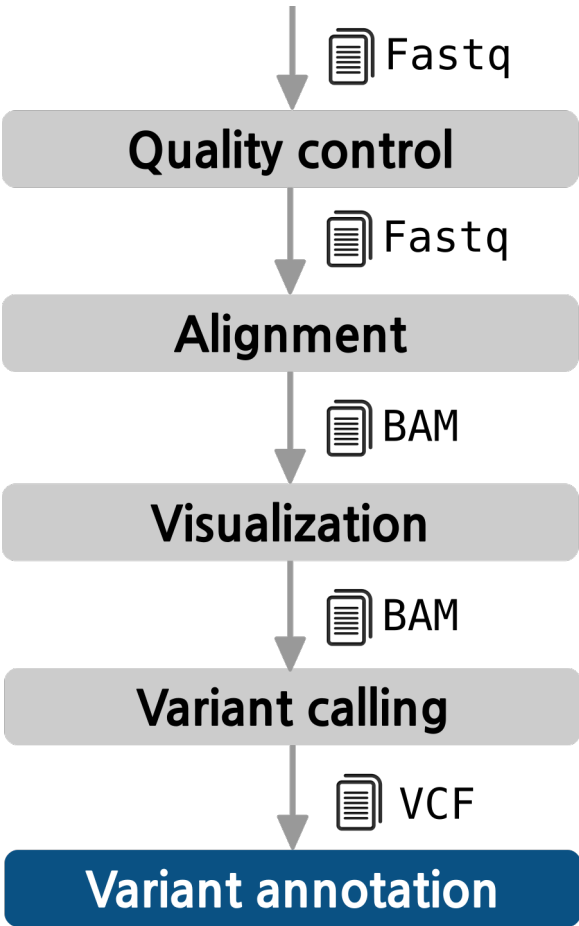 Fastq
Quality control
Fastq
Alignment
BAM
Visualization
BAM
Variant calling
VCF
Variant annotation